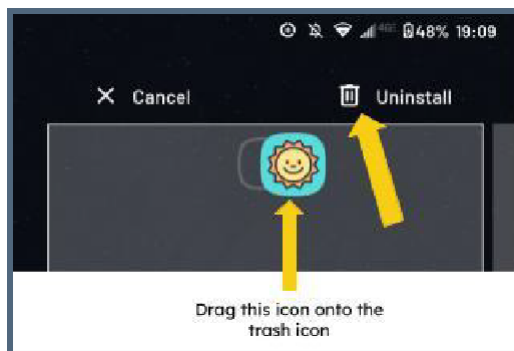 48% 19:09
Cancel
Uninstall
Drag this icon onto the
trash icon